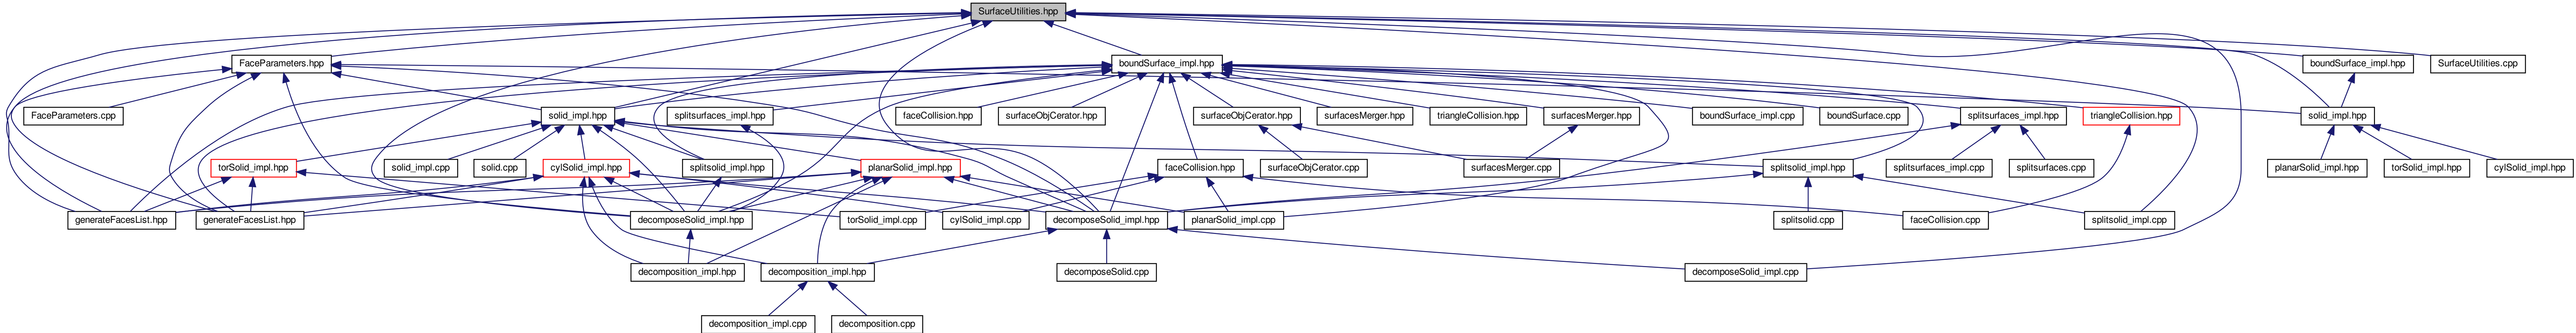 SurfaceUtilities.hpp
FaceParameters.hpp
boundSurface_impl.hpp
boundSurface_impl.hpp
SurfaceUtilities.cpp
FaceParameters.cpp
solid_impl.hpp
splitsurfaces_impl.hpp
faceCollision.hpp
surfaceObjCerator.hpp
surfaceObjCerator.hpp
surfacesMerger.hpp
triangleCollision.hpp
surfacesMerger.hpp
boundSurface_impl.cpp
boundSurface.cpp
splitsurfaces_impl.hpp
triangleCollision.hpp
solid_impl.hpp
torSolid_impl.hpp
solid_impl.cpp
solid.cpp
cylSolid_impl.hpp
splitsolid_impl.hpp
planarSolid_impl.hpp
faceCollision.hpp
surfaceObjCerator.cpp
surfacesMerger.cpp
splitsolid_impl.hpp
splitsurfaces_impl.cpp
splitsurfaces.cpp
planarSolid_impl.hpp
torSolid_impl.hpp
cylSolid_impl.hpp
generateFacesList.hpp
generateFacesList.hpp
decomposeSolid_impl.hpp
torSolid_impl.cpp
cylSolid_impl.cpp
decomposeSolid_impl.hpp
planarSolid_impl.cpp
splitsolid.cpp
faceCollision.cpp
splitsolid_impl.cpp
decomposition_impl.hpp
decomposition_impl.hpp
decomposeSolid.cpp
decomposeSolid_impl.cpp
decomposition_impl.cpp
decomposition.cpp